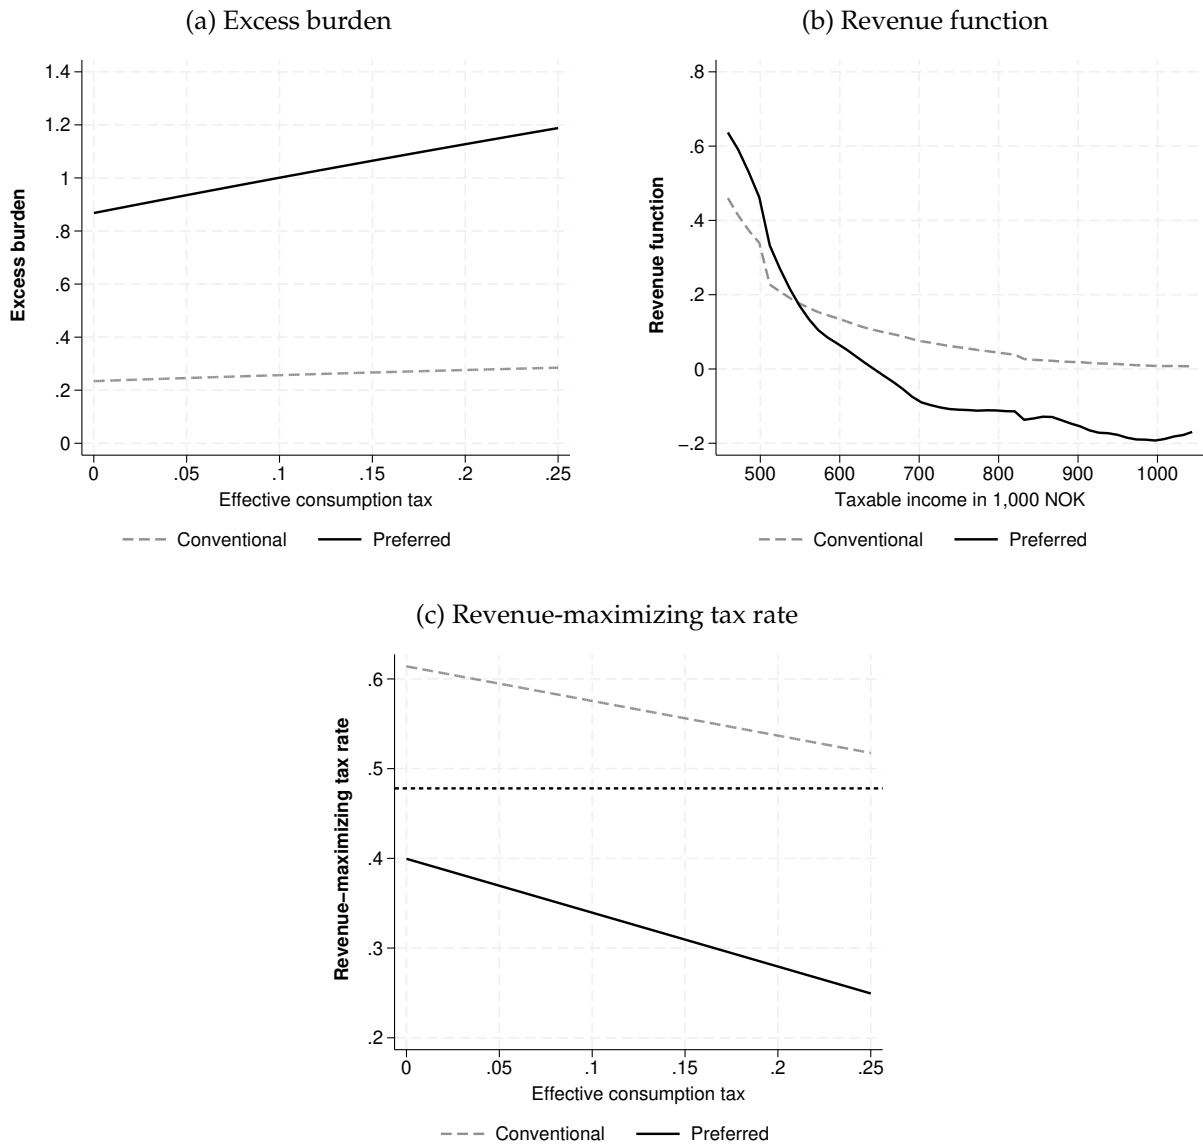 (a) Excess burden
Excess burden
1.4
1.2
1
.8
.6
.4
.2
0
0 .05 .1 .15 .2 .25
Effective consumption tax
Conventional Preferred
(b) Revenue function
Revenue function
.8
.6
.4
.2
0
−.2
500 600 700 800 900 1000
Taxable income in 1,000 NOK
Conventional Preferred
(c) Revenue-maximizing tax rate
Revenue−maximizing tax rate
.6
.5
.4
.3
.2
0 .05 .1 .15 .2 .25
Effective consumption tax
Conventional Preferred